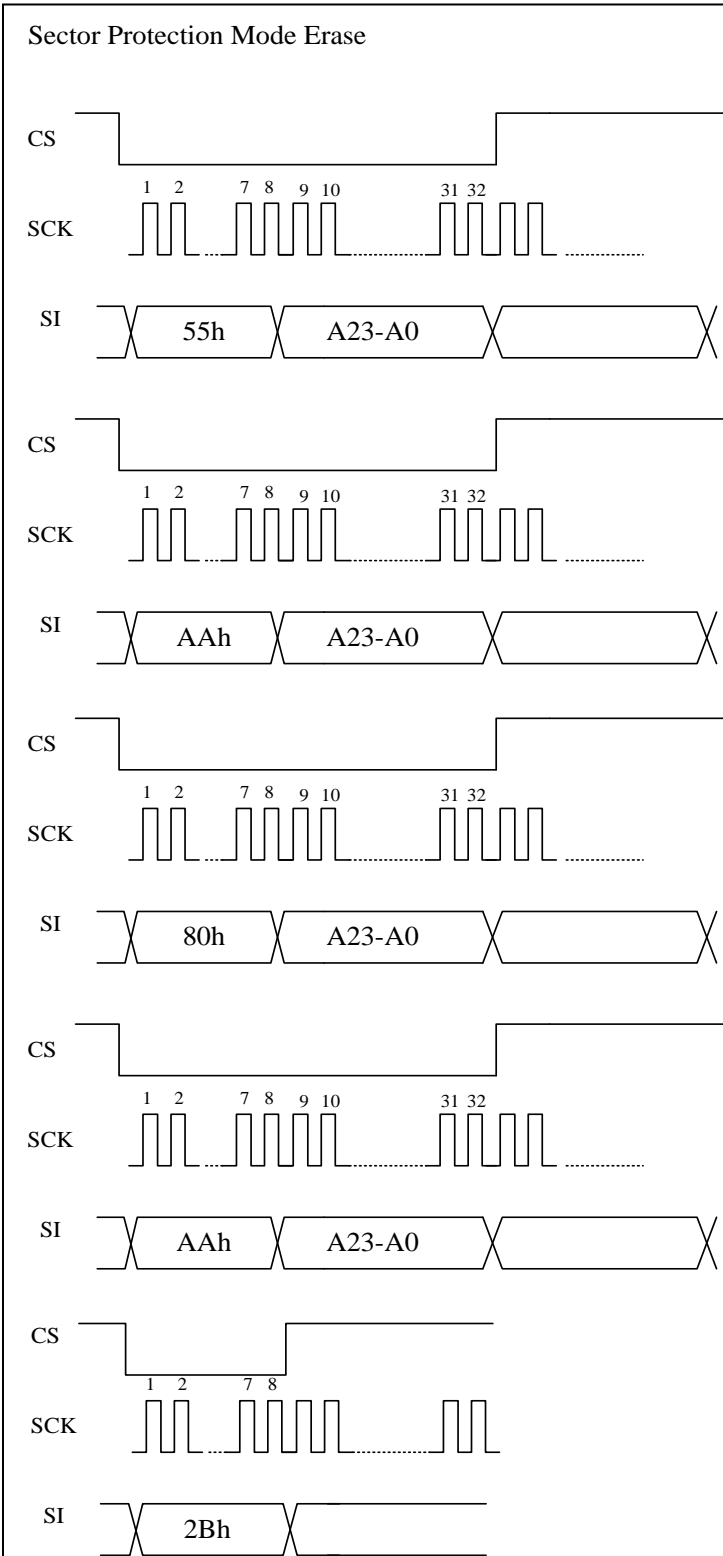 Sector Protection Mode Erase
CS
1 2 7 8 9 10 31 32
SCK
SI 55h A23-A0
CS
1 2 7 8 9 10 31 32
SCK
SI AAh A23-A0
CS
1 2 7 8 9 10 31 32
SCK
SI 80h A23-A0
CS
1 2 7 8 9 10 31 32
SCK
SI AAh A23-A0
CS
1 2 7 8
SCK
SI 2Bh